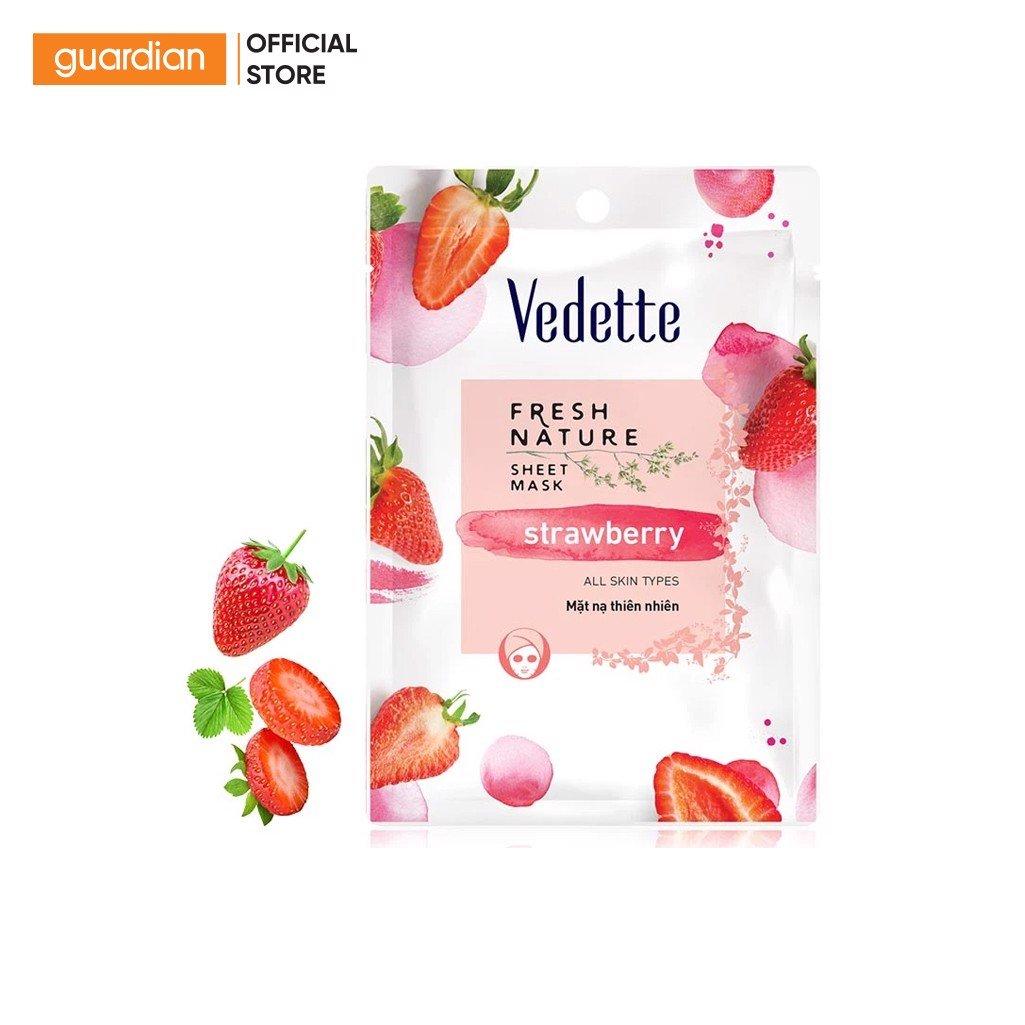 guardian
OFFICIAL
STORE
Vedette
FRESH
NATURE
SHEET
MASK
strawberry
ALL SKIN TYPES
Mặt nạ thiên nhiên